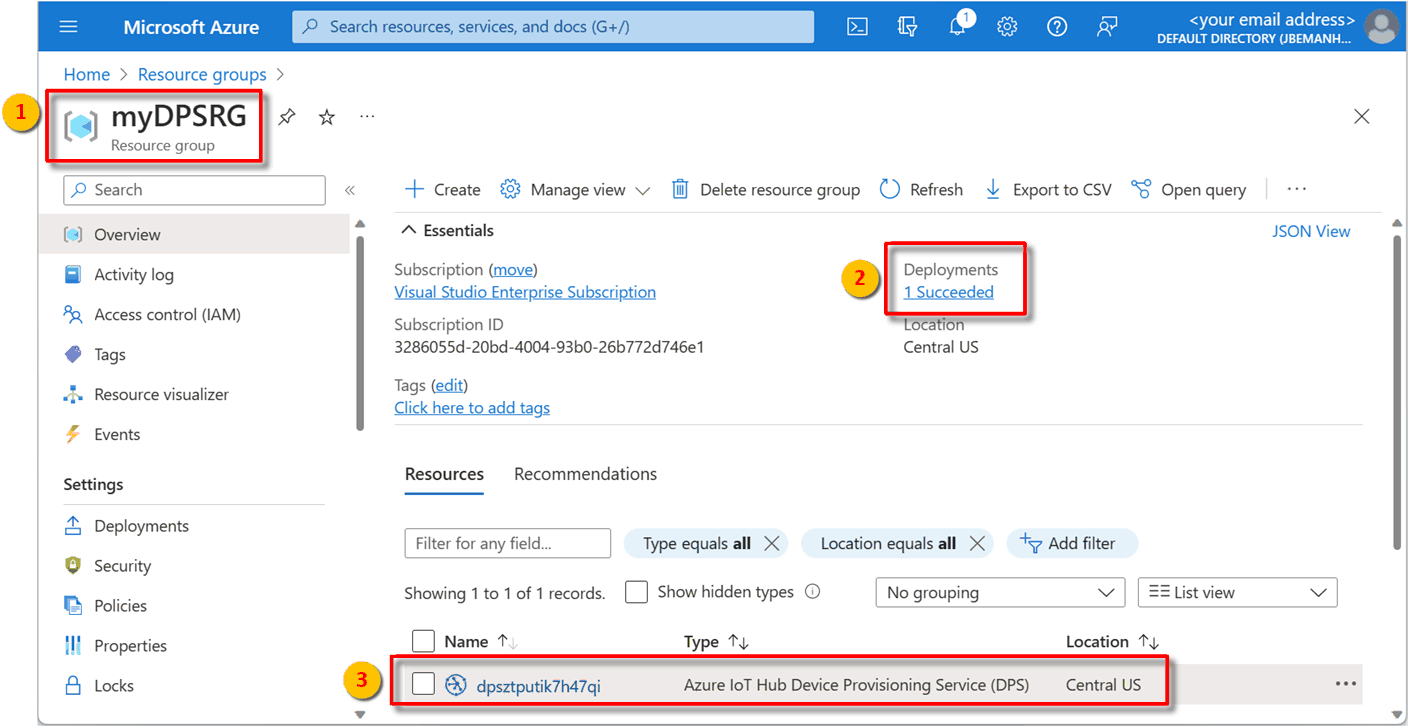 Microsoft Azure
Search resources, services, and docs (G+/)
1
<your email address>
DEFAULT DIRECTORY (JBEMANH...
Home > Resource groups >
1
myDPSRG
...
Resource group
Search
«
Overview
Activity log
Access control (IAM)
Tags
Resource visualizer
Events
Settings
Deployments
Security
Policies
Properties
Locks
Create
Manage view
Delete resource group
Refresh
Export to CSV
Open query
...
Essentials
JSON View
Subscription (move)
Visual Studio Enterprise Subscription
Subscription ID
3286055d-20bd-4004-93b0-26b772d746e1
2
Deployments
1 Succeeded
Location
Central US
Tags (edit)
Click here to add tags
Resources Recommendations
Filter for any field...
Type equals all
Location equals all
Add filter
Showing 1 to 1 of 1 records.
Show hidden types
No grouping
List view
Name ↑↓ Type ↑↓ Location ↑↓
3
dpsztputik7h47qi Azure IoT Hub Device Provisioning Service (DPS) Central US ...